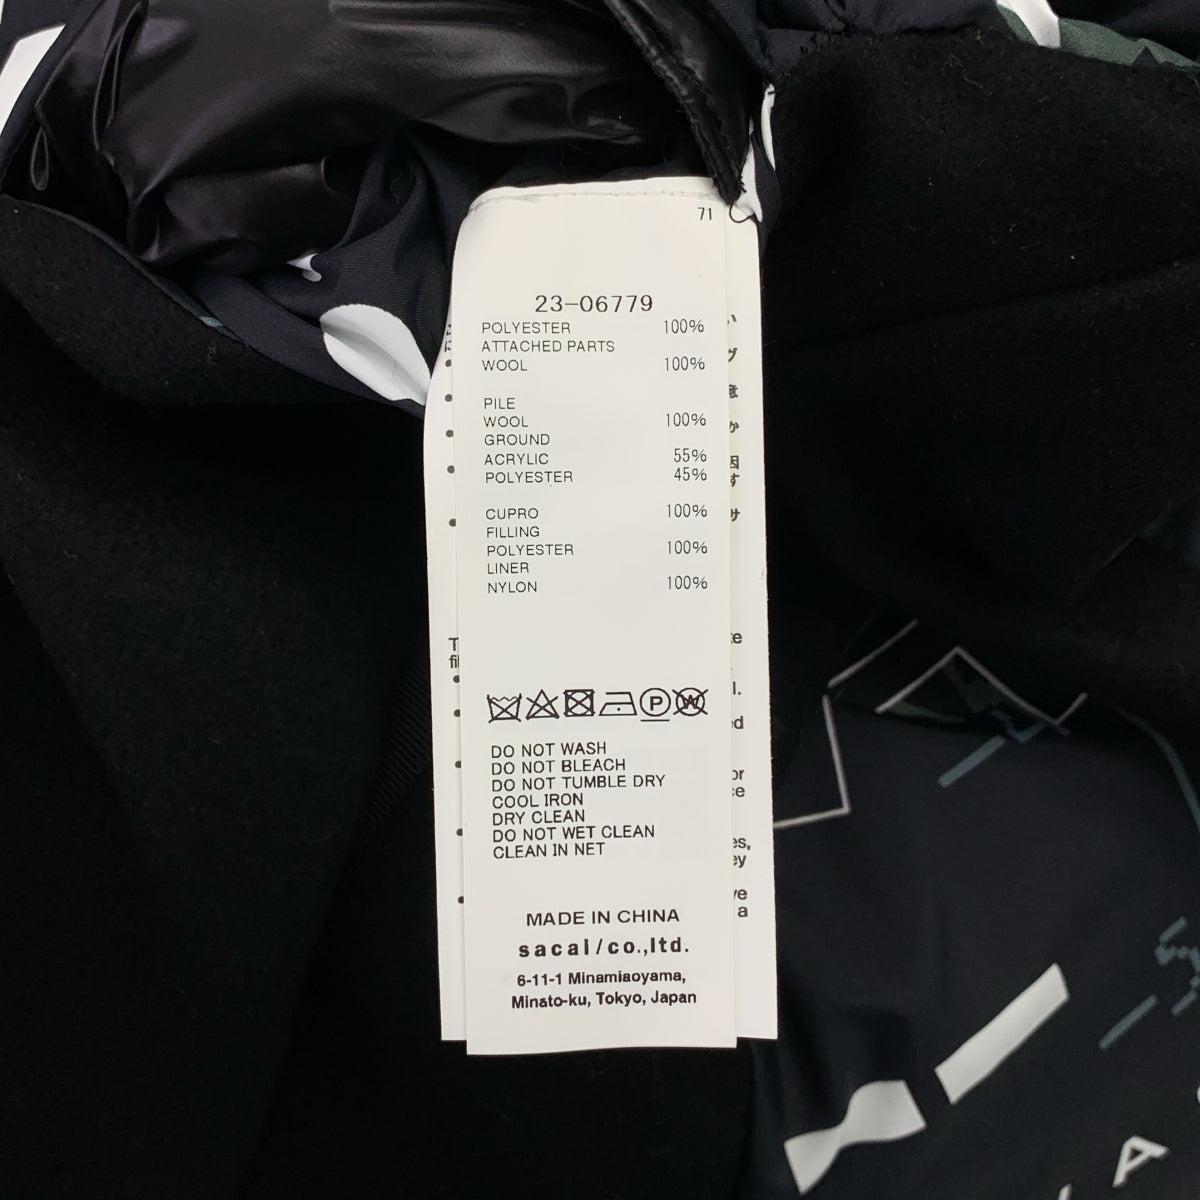 71
23-06779
POLYESTER 100%
ATTACHED PARTS
WOOL 100%
PILE
WOOL 100%
GROUND
ACRYLIC 55%
POLYESTER 45%
CUPRO 100%
FILLING
POLYESTER 100%
LINER
NYLON 100%
P W
DO NOT WASH
DO NOT BLEACH
DO NOT TUMBLE DRY
COOL IRON
DRY CLEAN
DO NOT WET CLEAN
CLEAN IN NET
MADE IN CHINA
sacai/co.,ltd.
6-11-1 Minamiaoyama,
Minato-ku, Tokyo, Japan
A